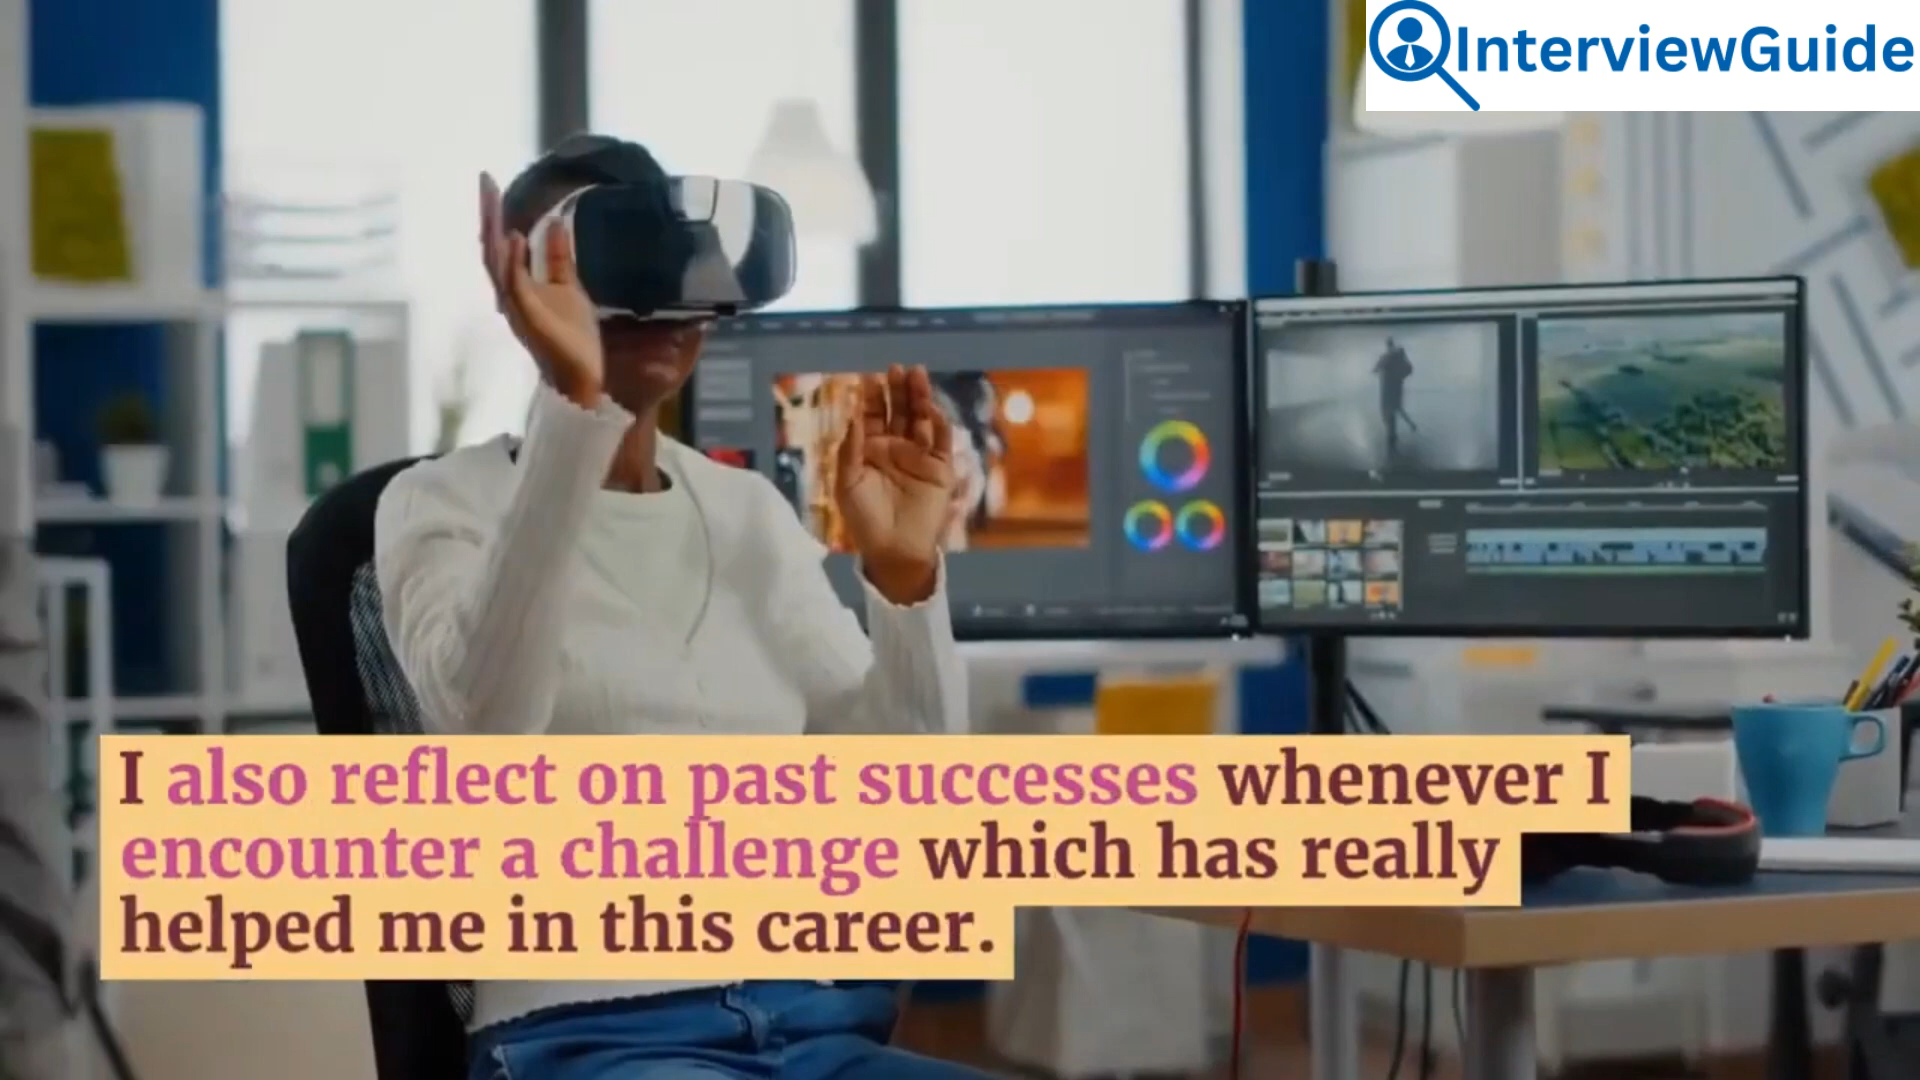 InterviewGuide
I also reflect on past successes whenever I
encounter a challenge which has really
helped me in this career.